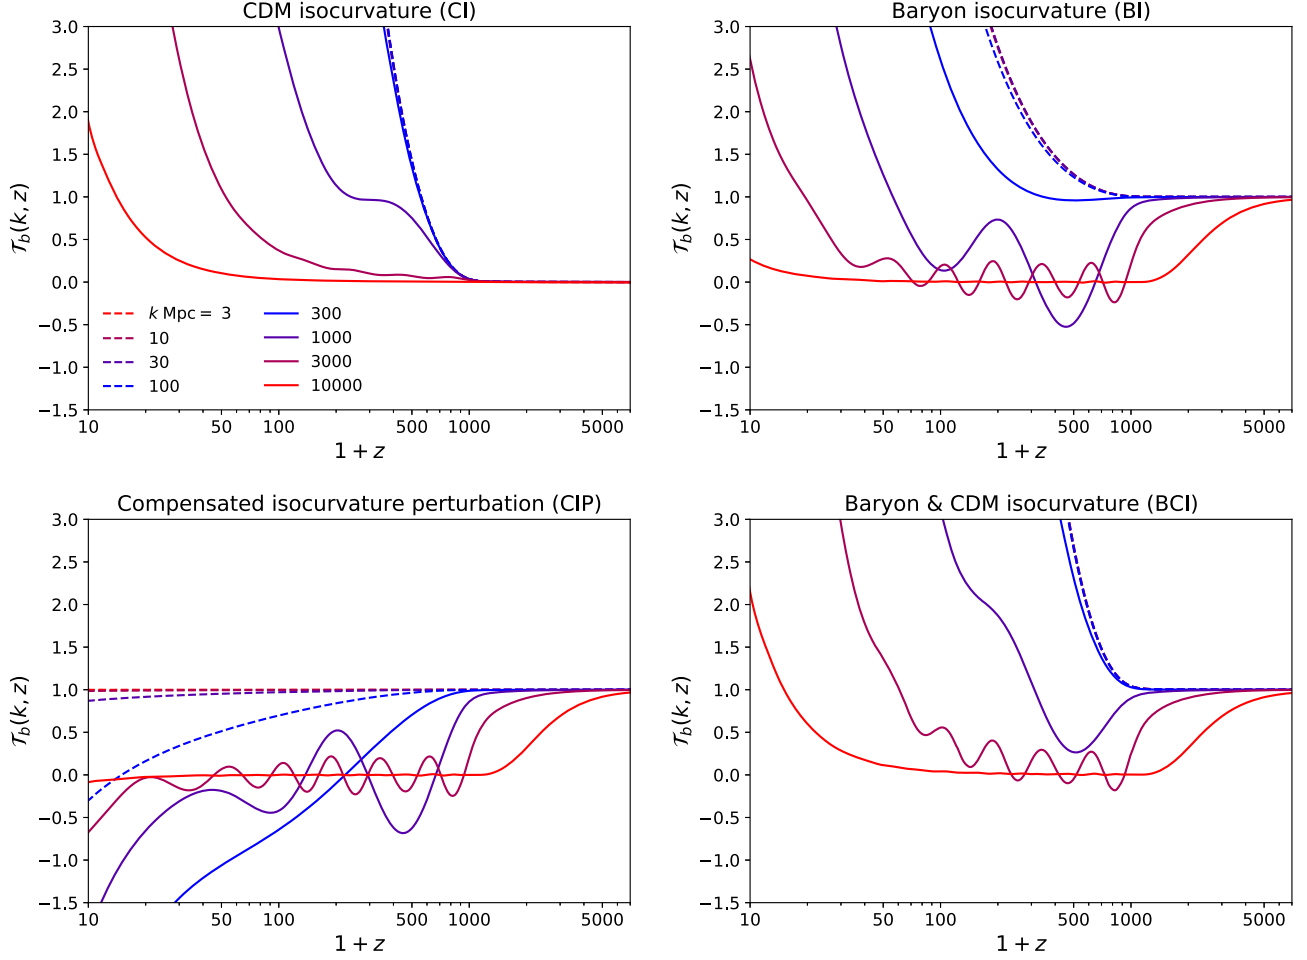 CDM isocurvature (CI)
3.0
2.5
2.0
1.5
1.0
0.5
0.0
−0.5
−1.0
−1.5
𝒯b(k, z)
k Mpc = 3
10
30
100
300
1000
3000
10000
10 50 100 500 1000 5000
1 + z
Baryon isocurvature (BI)
3.0
2.5
2.0
1.5
1.0
0.5
0.0
−0.5
−1.0
−1.5
𝒯b(k, z)
10 50 100 500 1000 5000
1 + z
Compensated isocurvature perturbation (CIP)
3.0
2.5
2.0
1.5
1.0
0.5
0.0
−0.5
−1.0
−1.5
𝒯b(k, z)
10 50 100 500 1000 5000
1 + z
Baryon & CDM isocurvature (BCI)
3.0
2.5
2.0
1.5
1.0
0.5
0.0
−0.5
−1.0
−1.5
𝒯b(k, z)
10 50 100 500 1000 5000
1 + z